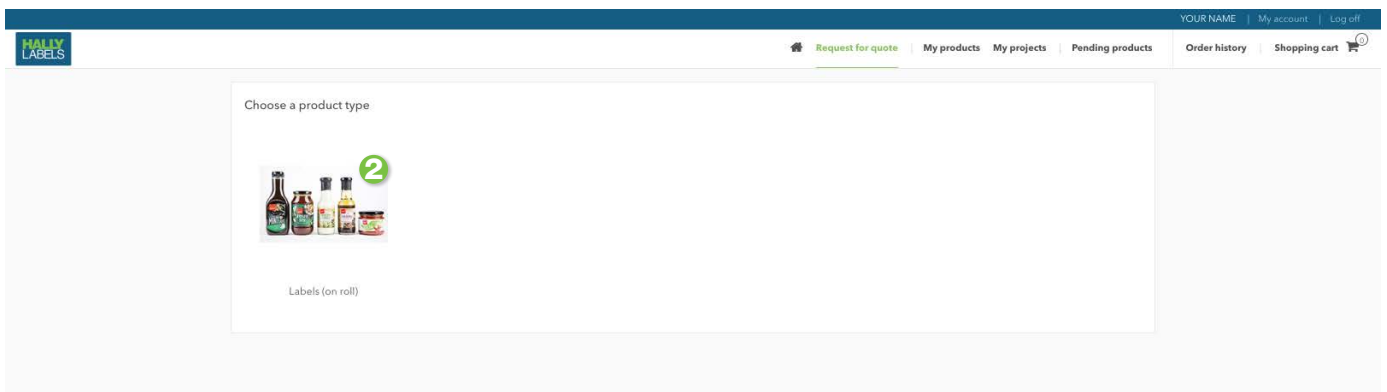 YOUR NAME | My account | Log off
HALLY
LABELS
Request for quote | My products My projects | Pending products Order history | Shopping cart 0
Choose a product type
2
Labels (on roll)